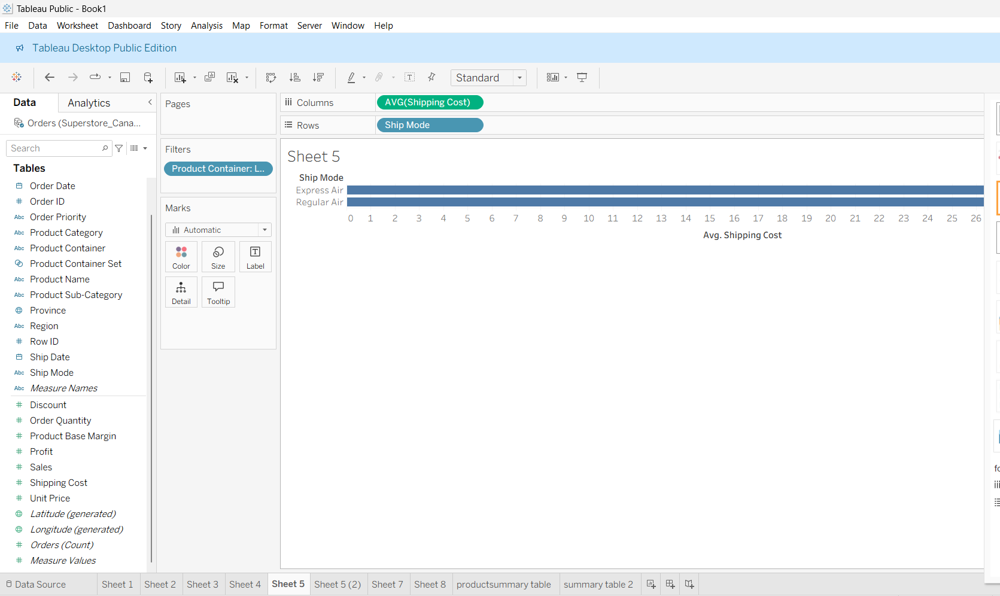 Tableau Public - Book1
File Data Worksheet Dashboard Story Analysis Map Format Server Window Help
Tableau Desktop Public Edition
Standard
Data Analytics
Orders (Superstore_Cana...
Search
Tables
Order Date
Order ID
Abc Order Priority
Abc Product Category
Abc Product Container
Product Container Set
Abc Product Name
Abc Product Sub-Category
Province
Abc Region
Row ID
Ship Date
Abc Ship Mode
Abc Measure Names
Discount
Order Quantity
Product Base Margin
Profit
Sales
Shipping Cost
Unit Price
Latitude (generated)
Longitude (generated)
Orders (Count)
Measure Values
Pages
Filters
Product Container: L..
Marks
Automatic
Color Size Label
Detail Tooltip
Columns AVG(Shipping Cost)
Rows Ship Mode
Sheet 5
Ship Mode
Express Air
Regular Air
0 1 2 3 4 5 6 7 8 9 10 11 12 13 14 15 16 17 18 19 20 21 22 23 24 25 26
Avg. Shipping Cost
Data Source Sheet 1 Sheet 2 Sheet 3 Sheet 4 Sheet 5 Sheet 5 (2) Sheet 7 Sheet 8 productsummary table summary table 2